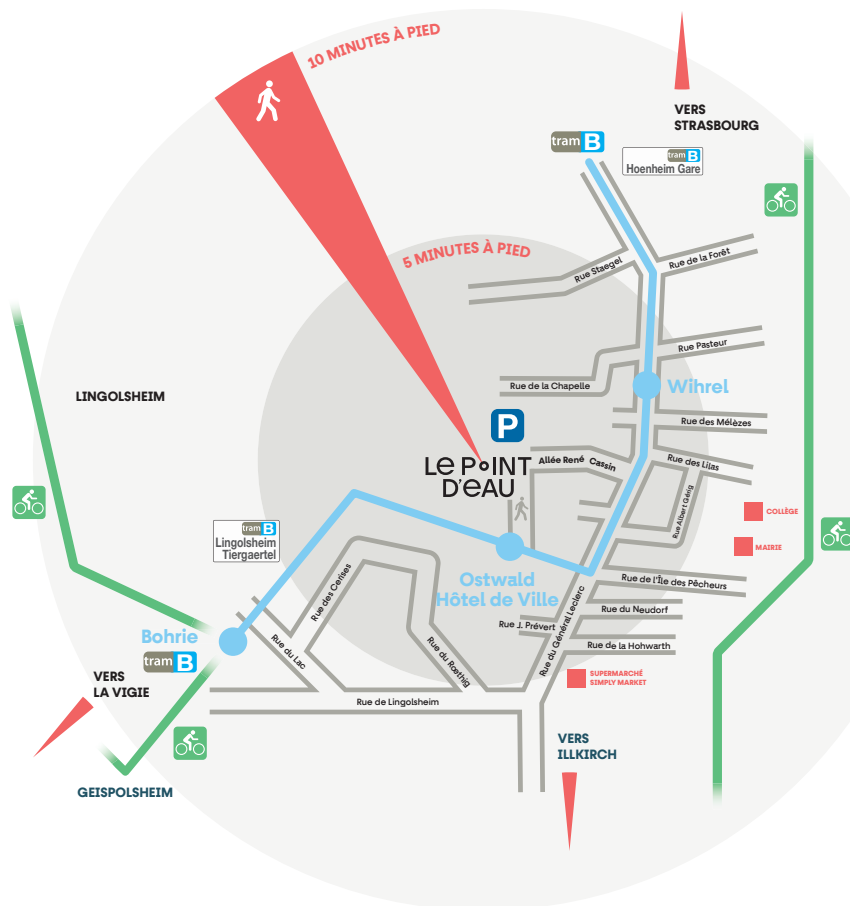 10 MINUTES À PIED
VERS
STRASBOURG
tram B
tram B
Hoenheim Gare
5 MINUTES À PIED
Rue Staegel
Rue de la Forêt
Rue Pasteur
Rue de la Chapelle
Wihrel
LINGOLSHEIM
P
Rue des Mélèzes
LE POINT
D'EAU
Allée René Cassin
Rue des Lilas
Rue Albert Gérig
COLLÈGE
MAIRIE
tram B
Lingolsheim
Tiergaertel
Ostwald
Hôtel de Ville
Rue de l'Île des Pêcheurs
Rue des Cerises
Rue du Neudorf
Rue J. Prévert
Rue du Général Leclerc
Rue de la Hohwarth
Bohrie
tram B
Rue du Lac
Rue du Rœthig
SUPERMARCHÉ
SIMPLY MARKET
VERS
LA VIGIE
Rue de Lingolsheim
VERS
ILLKIRCH
GEISPOLSHEIM